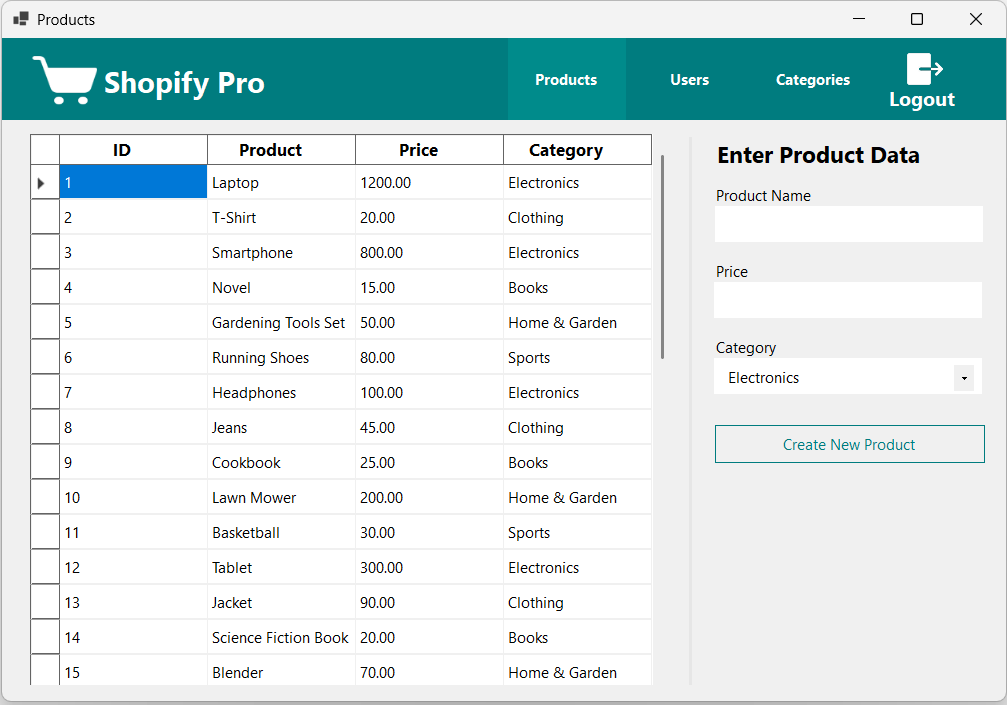 Products
Shopify Pro
Products Users Categories Logout
ID Product Price Category
1 Laptop 1200.00 Electronics
2 T-Shirt 20.00 Clothing
3 Smartphone 800.00 Electronics
4 Novel 15.00 Books
5 Gardening Tools Set 50.00 Home & Garden
6 Running Shoes 80.00 Sports
7 Headphones 100.00 Electronics
8 Jeans 45.00 Clothing
9 Cookbook 25.00 Books
10 Lawn Mower 200.00 Home & Garden
11 Basketball 30.00 Sports
12 Tablet 300.00 Electronics
13 Jacket 90.00 Clothing
14 Science Fiction Book 20.00 Books
15 Blender 70.00 Home & Garden
Enter Product Data
Product Name
Price
Category
Electronics
Create New Product